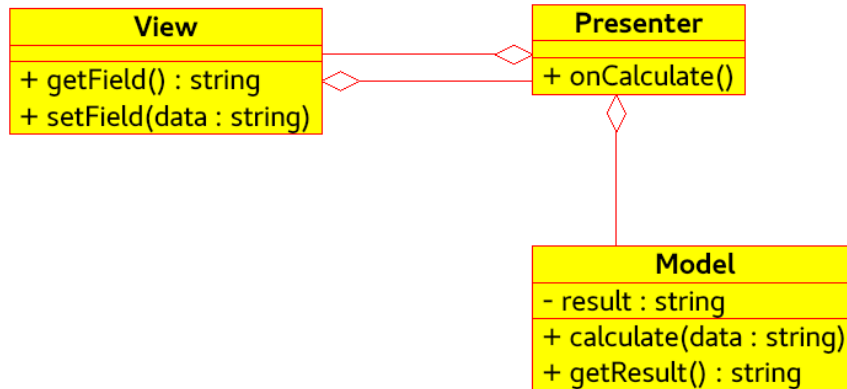 View
+ getField() : string
+ setField(data : string)
Presenter
+ onCalculate()
Model
- result : string
+ calculate(data : string)
+ getResult() : string